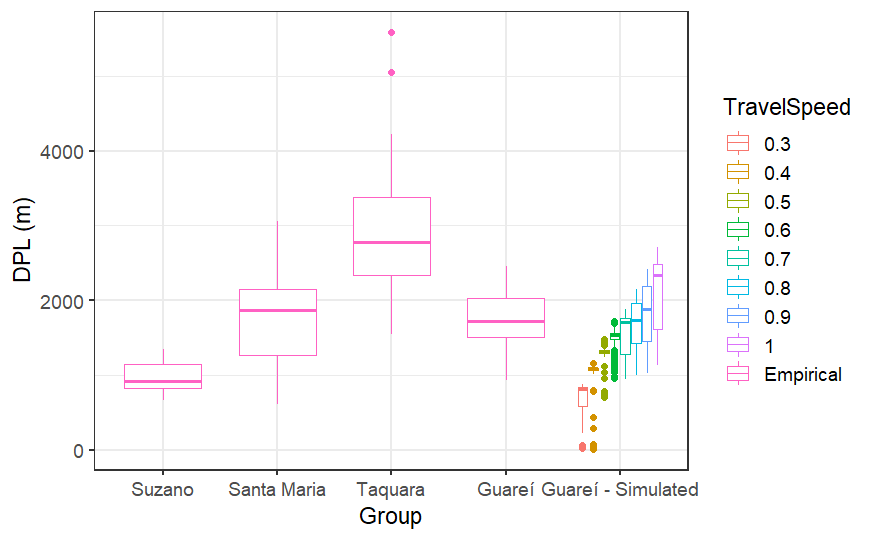 DPL (m)
4000
2000
0
Suzano Santa Maria Taquara Guareí Guareí - Simulated
Group
TravelSpeed
0.3
0.4
0.5
0.6
0.7
0.8
0.9
1
Empirical